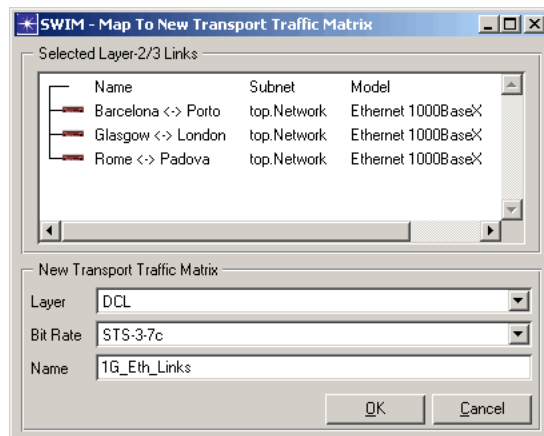 SWIM - Map To New Transport Traffic Matrix
Selected Layer-2/3 Links
Name Subnet Model
Barcelona <-> Porto top.Network Ethernet 1000BaseX
Glasgow <-> London top.Network Ethernet 1000BaseX
Rome <-> Padova top.Network Ethernet 1000BaseX
New Transport Traffic Matrix
Layer DCL
Bit Rate STS-3-7c
Name 1G_Eth_Links
OK Cancel